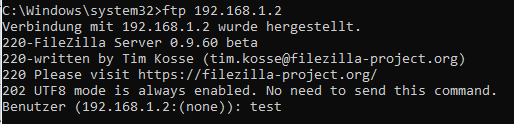 C:\Windows\system32>ftp 192.168.1.2
Verbindung mit 192.168.1.2 wurde hergestellt.
220-FileZilla Server 0.9.60 beta
220-written by Tim Kosse (tim.kosse@filezilla-project.org)
220 Please visit https://filezilla-project.org/
202 UTF8 mode is always enabled. No need to send this command.
Benutzer (192.168.1.2:(none)): test